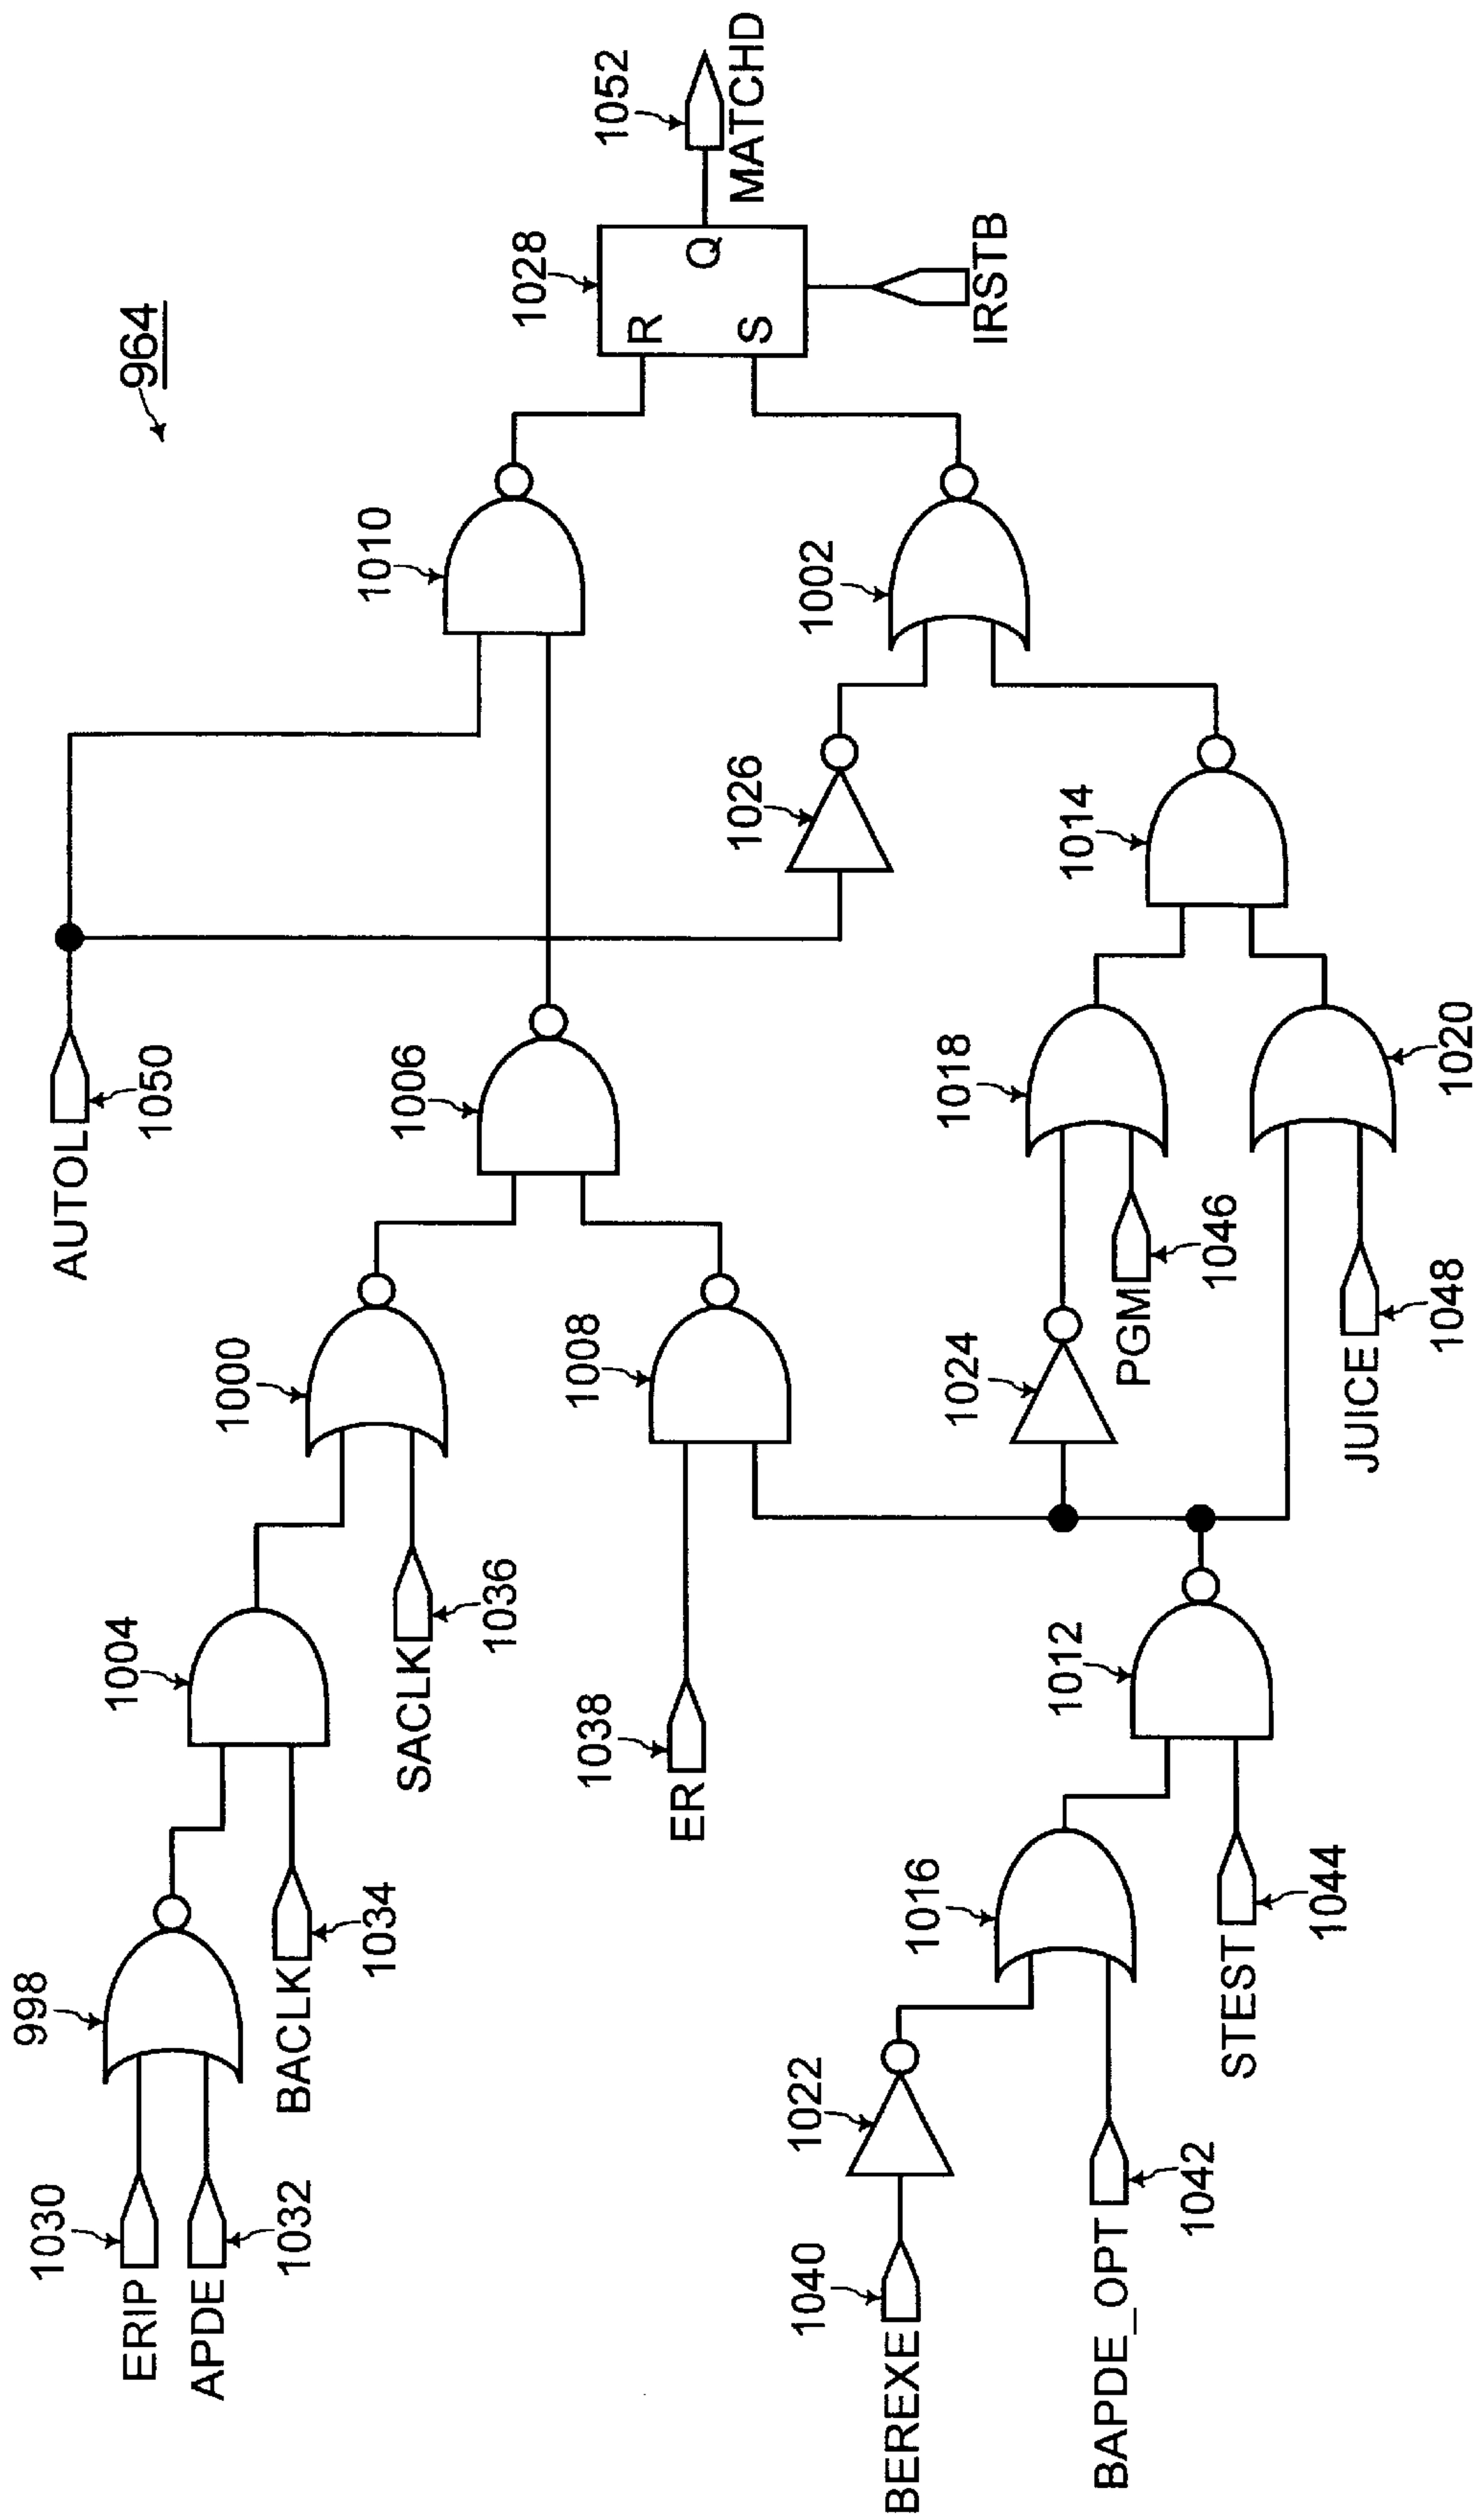 964
ERIP
1030
APDE
1032
998
BACLK
1034
1004
SACLK
1036
1000
ER
1038
1008
1006
AUTOL
1050
1010
BEREXE
1040
1022
BAPDE_OPT
1042
1016
STEST
1044
1012
1024
PGM
1046
1018
JUICE
1048
1020
1014
1026
1002
R
S
Q
1028
IRSTB
1052
MATCHD